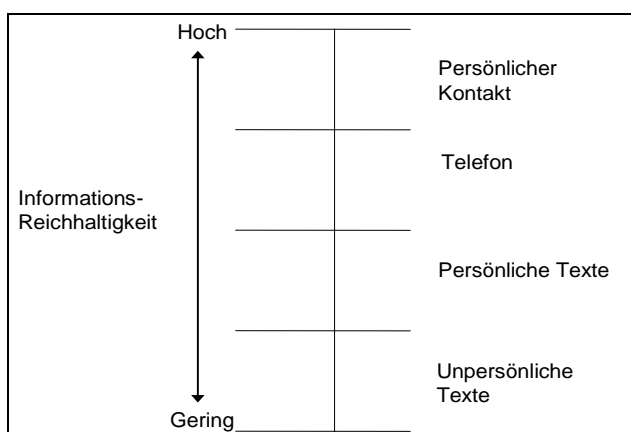 Hoch
Persönlicher
Kontakt
Telefon
Informations-
Reichhaltigkeit
Persönliche Texte
Unpersönliche
Texte
Gering